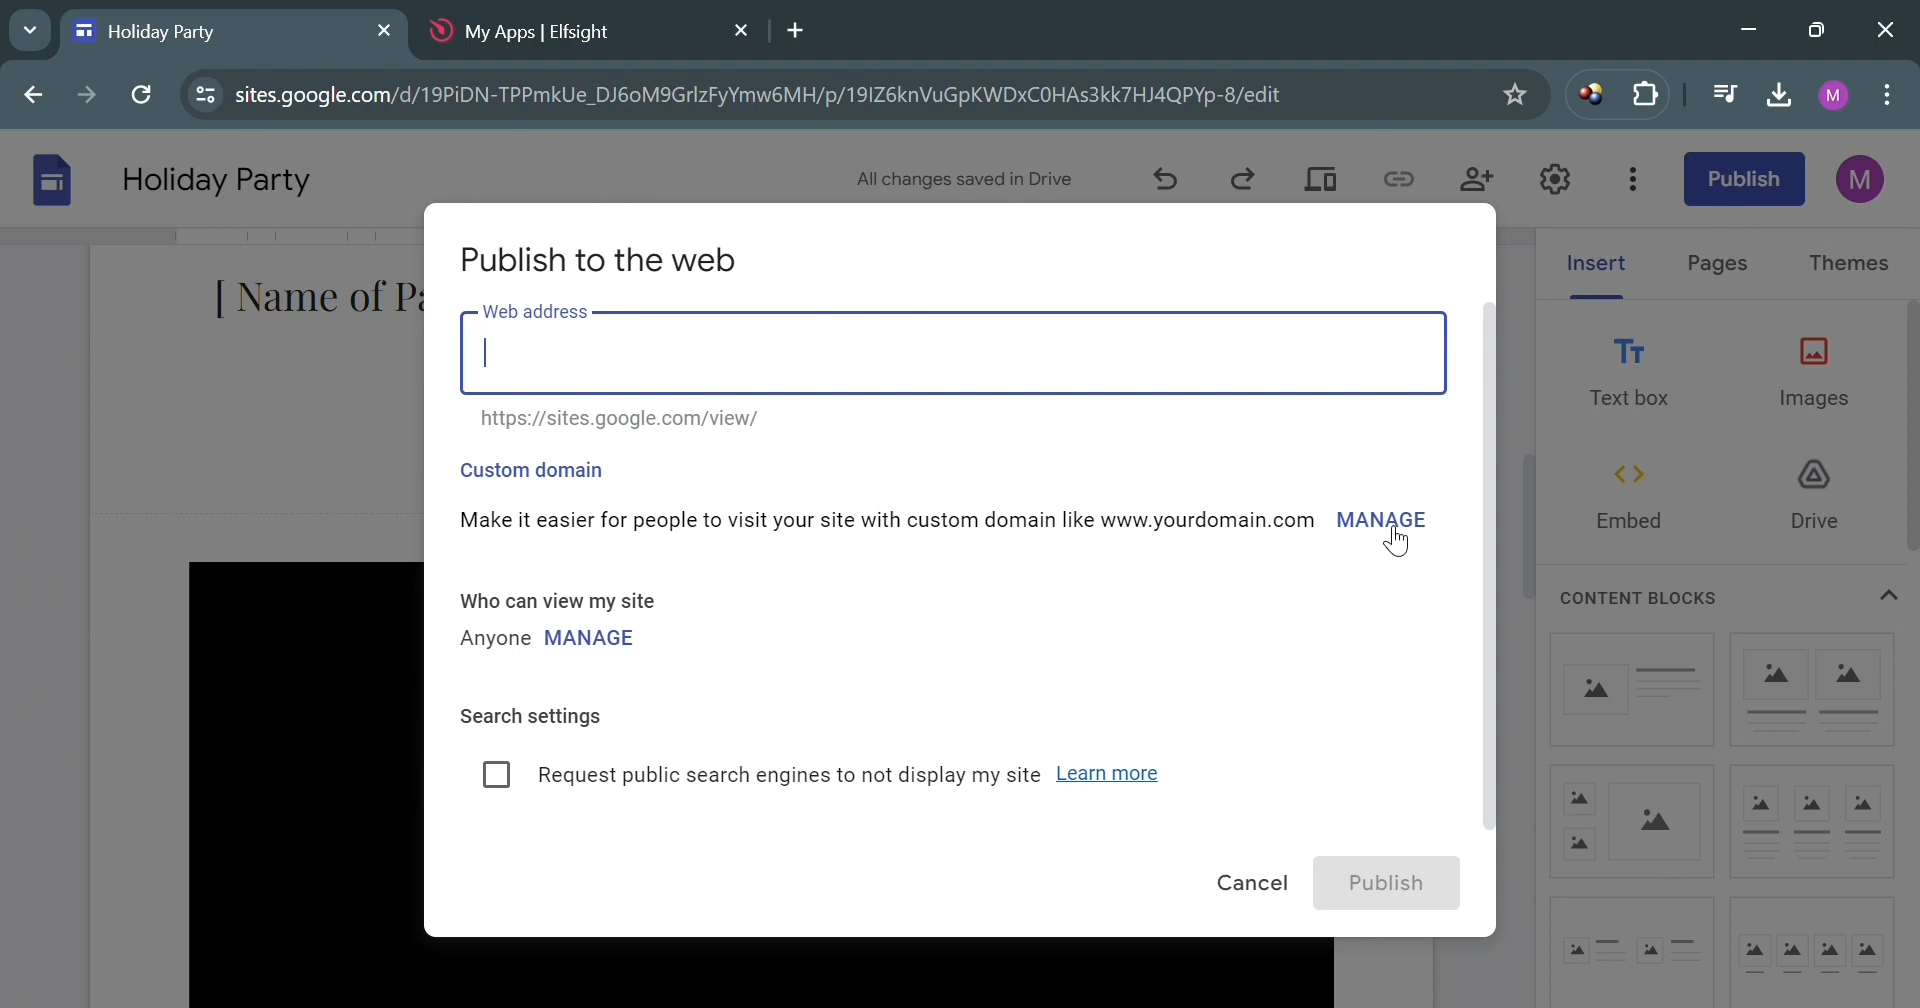 Holiday Party
My Apps | Elfsight
sites.google.com/d/19PiDN-TPPmkUe_DJ6oM9GrlzFyYmw6MH/p/19IZ6knVuGpKWDxC0HAs3kk7HJ4QPYp-8/edit
M
Holiday Party
All changes saved in Drive
Publish
M
[ Name of Pa
Insert
Pages
Themes
Publish to the web
Web address
https://sites.google.com/view/
Custom domain
Make it easier for people to visit your site with custom domain like www.yourdomain.com MANAGE
Who can view my site
Anyone MANAGE
Search settings
Request public search engines to not display my site Learn more
Cancel
Publish
Text box
Images
Embed
Drive
CONTENT BLOCKS